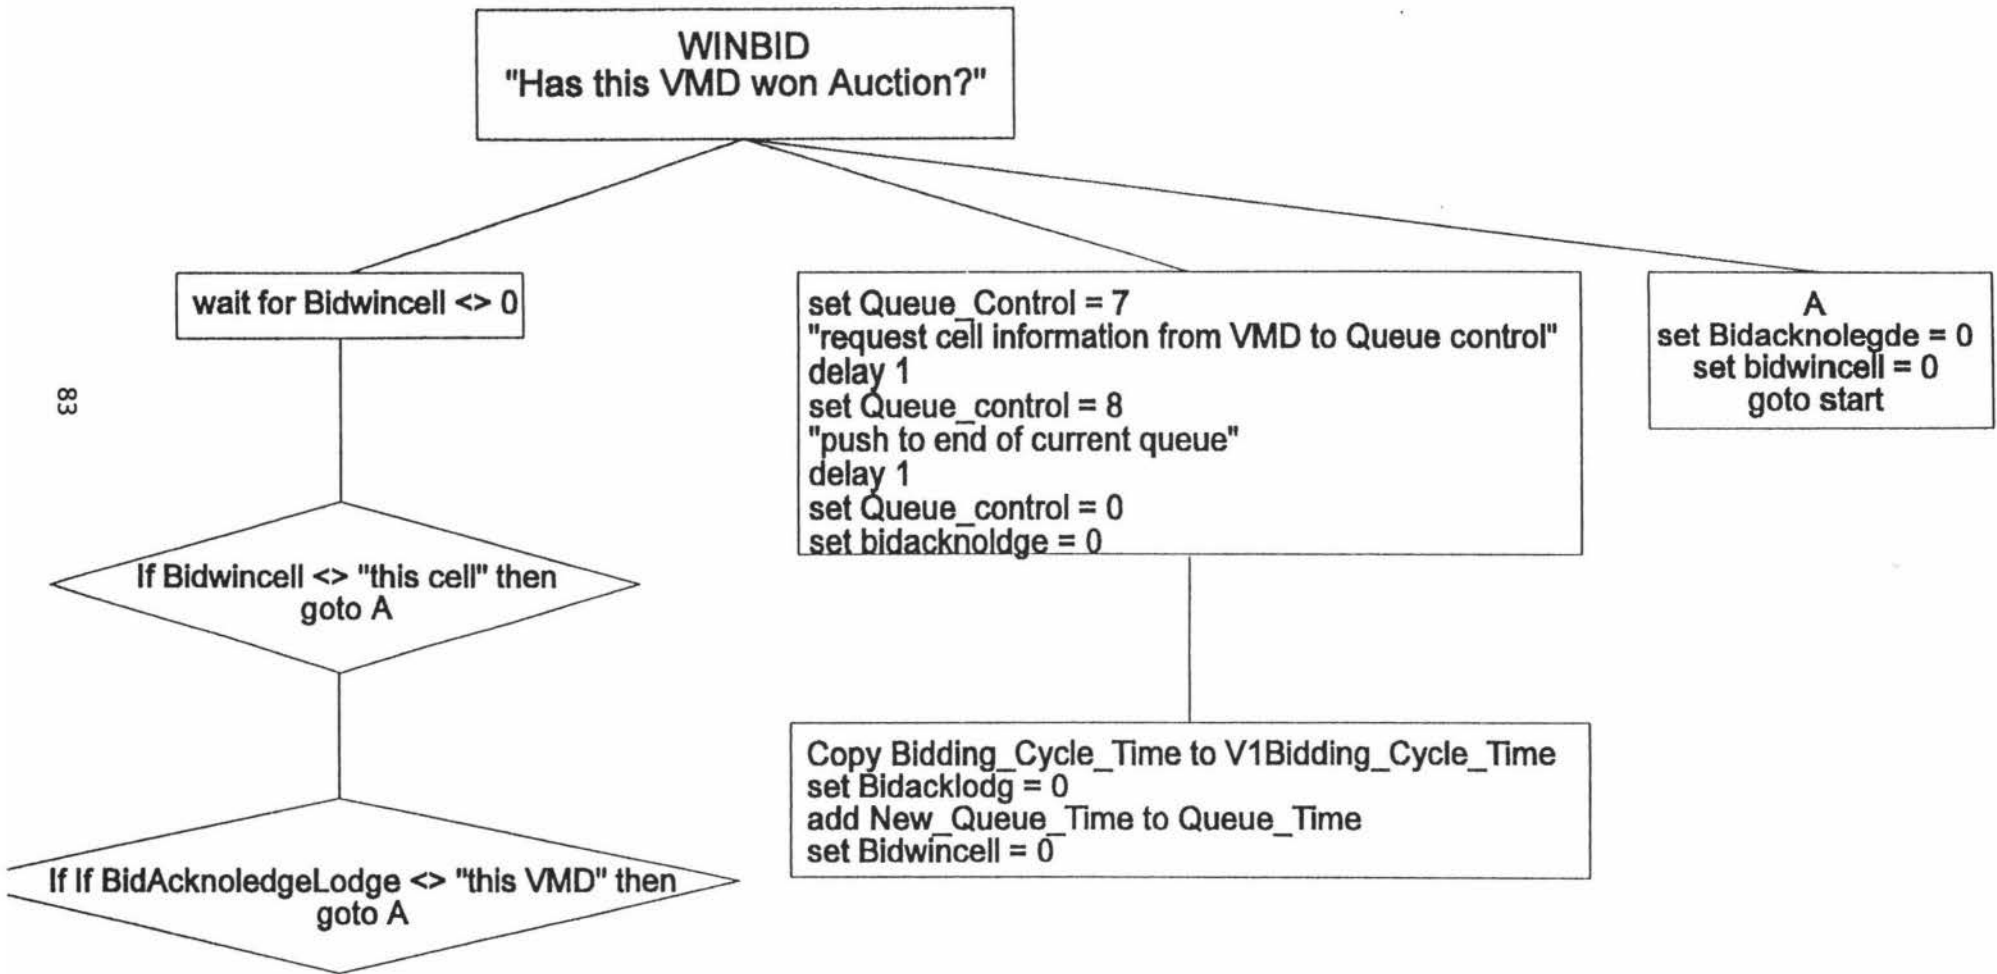 WINBID
"Has this VMD won Auction?"
wait for Bidwincell <> 0
If Bidwincell <> "this cell" then
goto A
If If BidAcknoledgeLodge <> "this VMD" then
goto A
set Queue_Control = 7
"request cell information from VMD to Queue control"
delay 1
set Queue_control = 8
"push to end of current queue"
delay 1
set Queue_control = 0
set bidacknoldge = 0
Copy Bidding_Cycle_Time to V1Bidding_Cycle_Time
set Bidacklodg = 0
add New_Queue_Time to Queue_Time
set Bidwincell = 0
A
set Bidacknolegde = 0
set bidwincell = 0
goto start
83